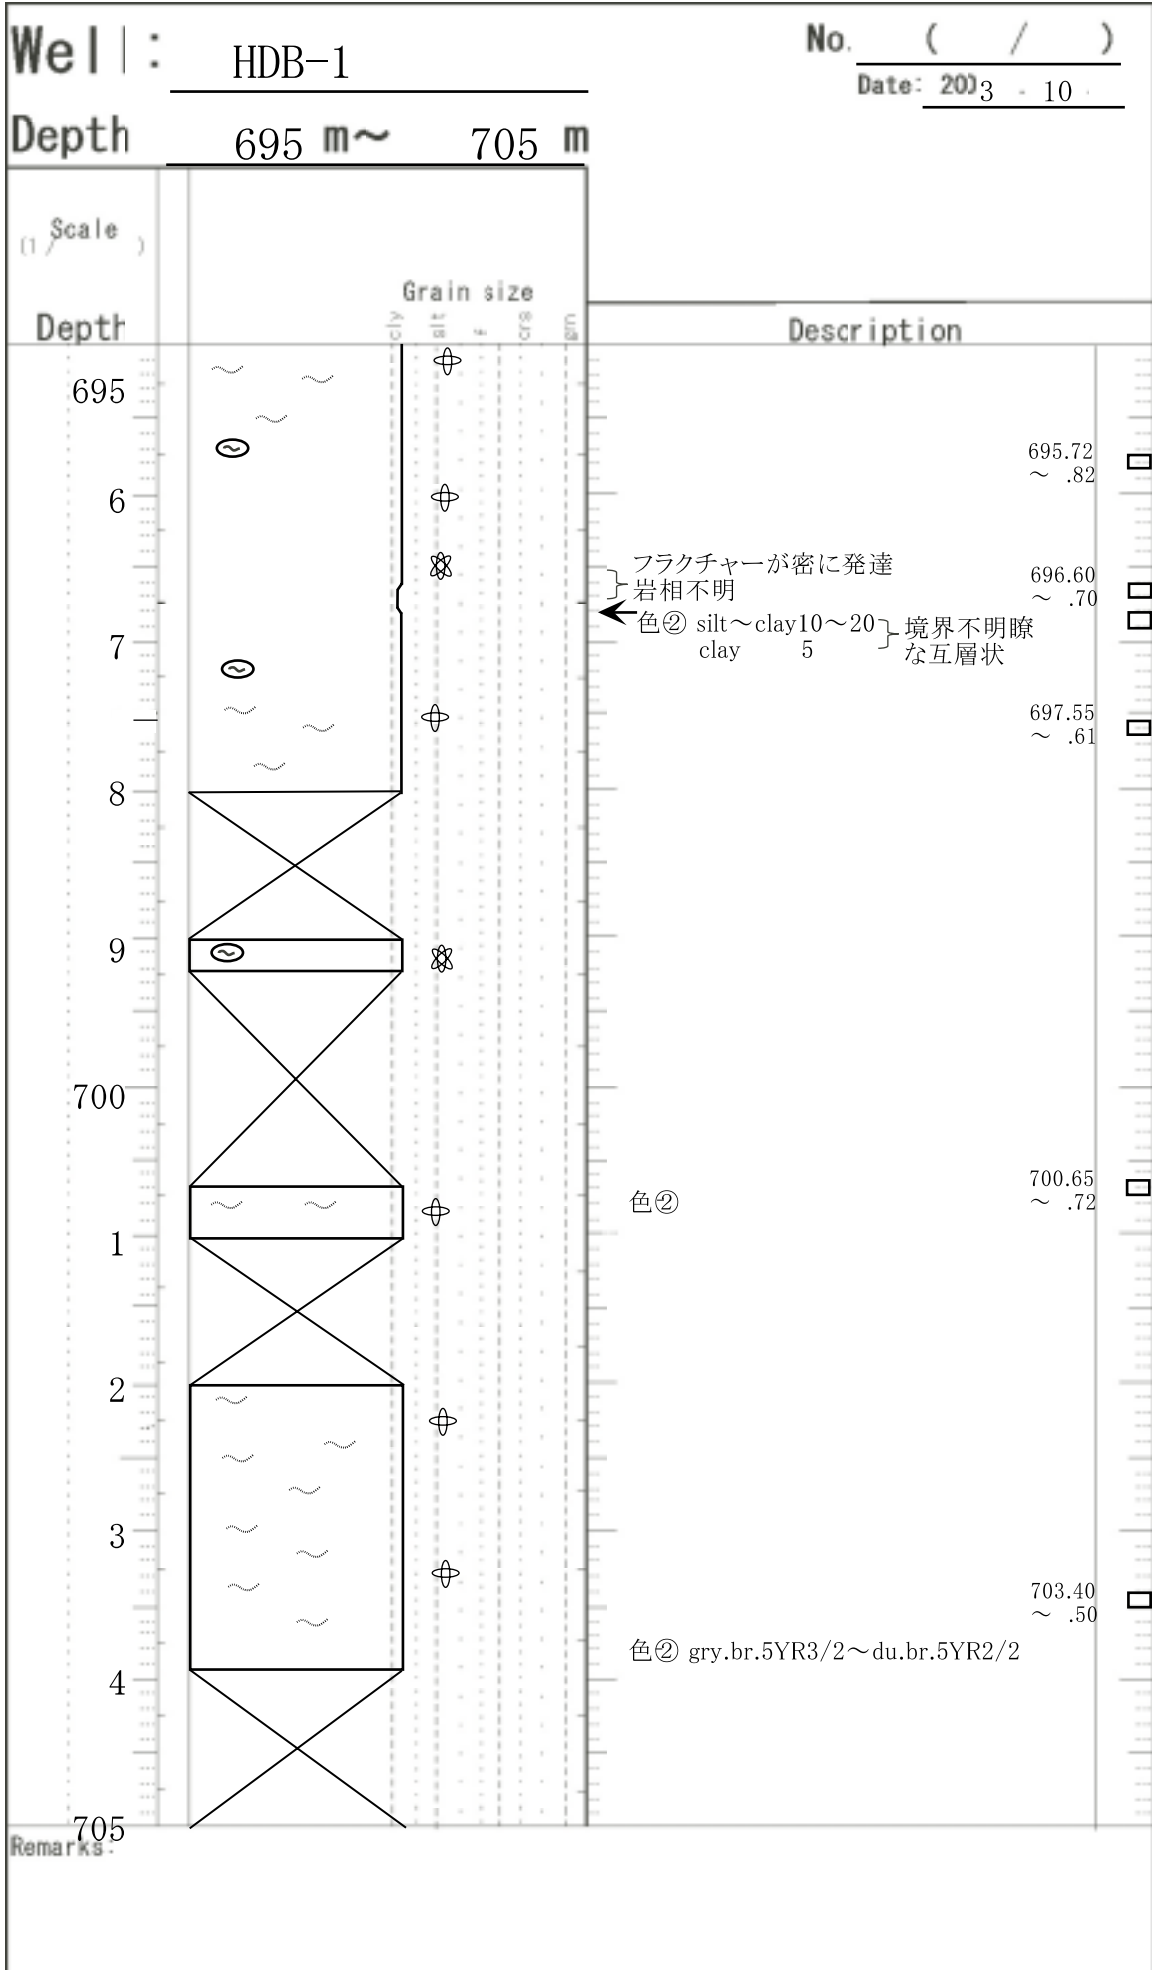 Well: HDB-1
No. ( / )
Date: 2003 . 10 .
Depth 695 m～ 705 m
Scale
(1/ )
Grain size
Depth
cly slt f crs grn
Description
695
695.72
～ .82
6
フラクチャーが密に発達
岩相不明
696.60
～ .70
色② silt～clay10～20
clay 5
境界不明瞭
な互層状
7
697.55
～ .61
8
9
700
700.65
～ .72
色②
1
2
3
703.40
～ .50
色② gry.br.5YR3/2～du.br.5YR2/2
4
705
Remarks: